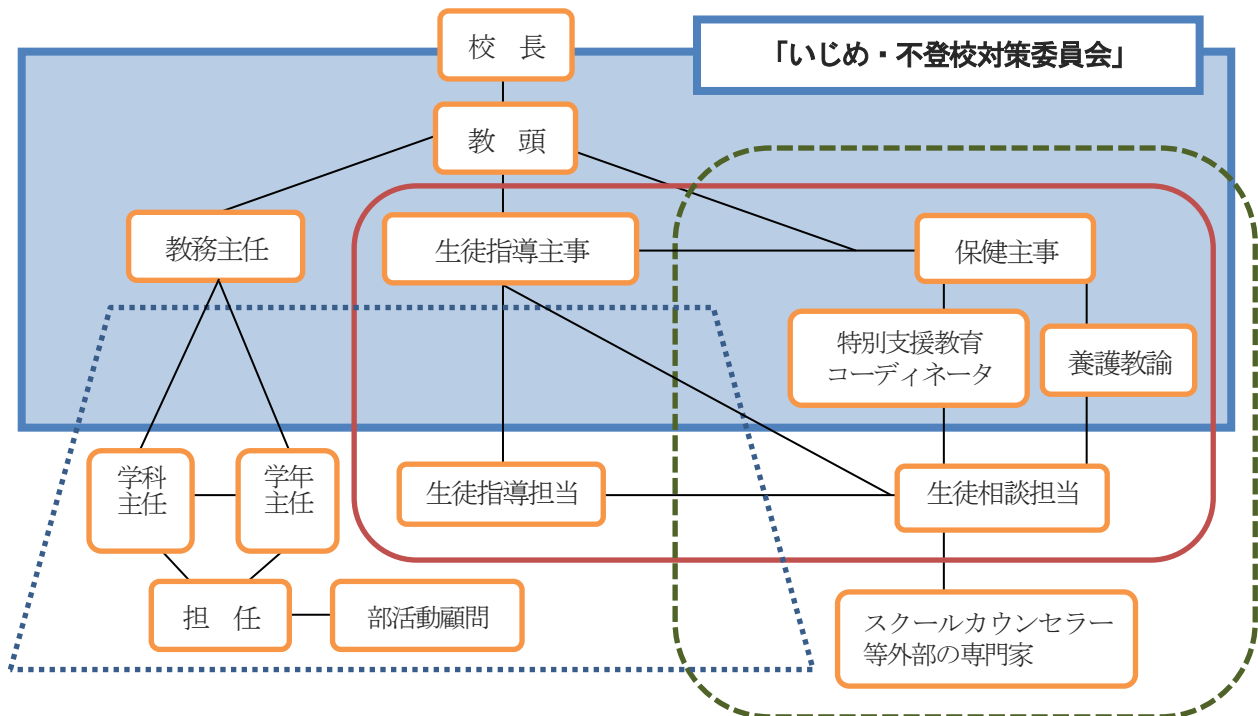 校　長
「いじめ・不登校対策委員会」
教　頭
教務主任
生徒指導主事
保健主事
特別支援教育
コーディネータ
養護教諭
学科
主任
学年
主任
生徒指導担当
生徒相談担当
担　任
部活動顧問
スクールカウンセラー
等外部の専門家